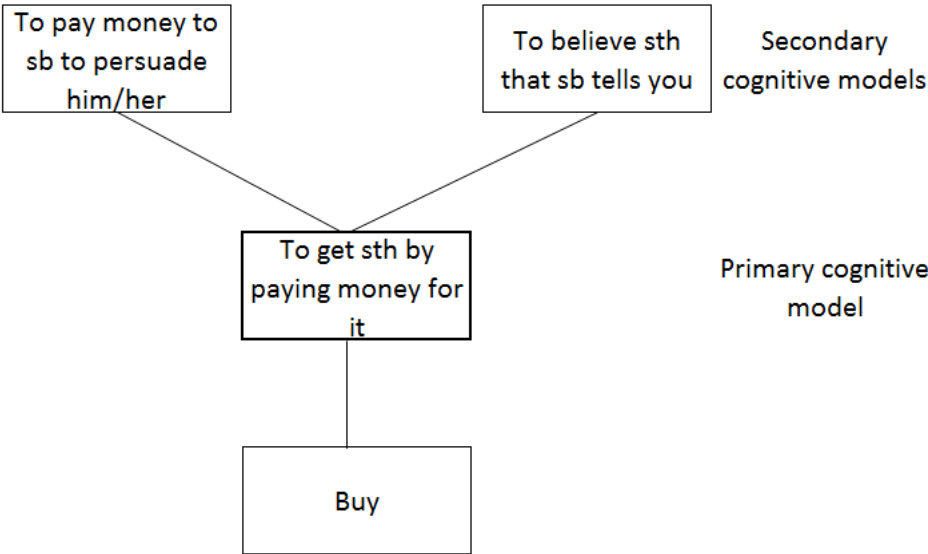 To pay money to
sb to persuade
him/her
To believe sth
that sb tells you
Secondary
cognitive models
To get sth by
paying money for
it
Primary cognitive
model
Buy